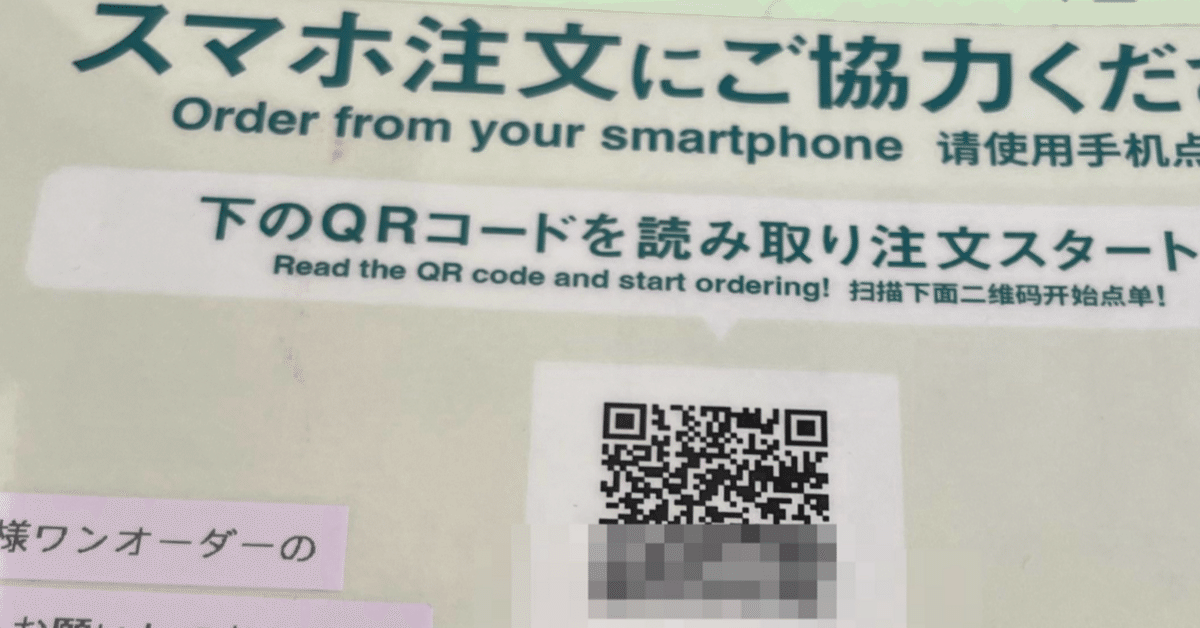 スマホ注文にご協力くださ
Order from your smartphone 请使用手机点
下のQRコードを読み取り注文スタート
Read the QR code and start ordering! 扫描下面二维码开始点单!
様ワンオーダーの
お願い